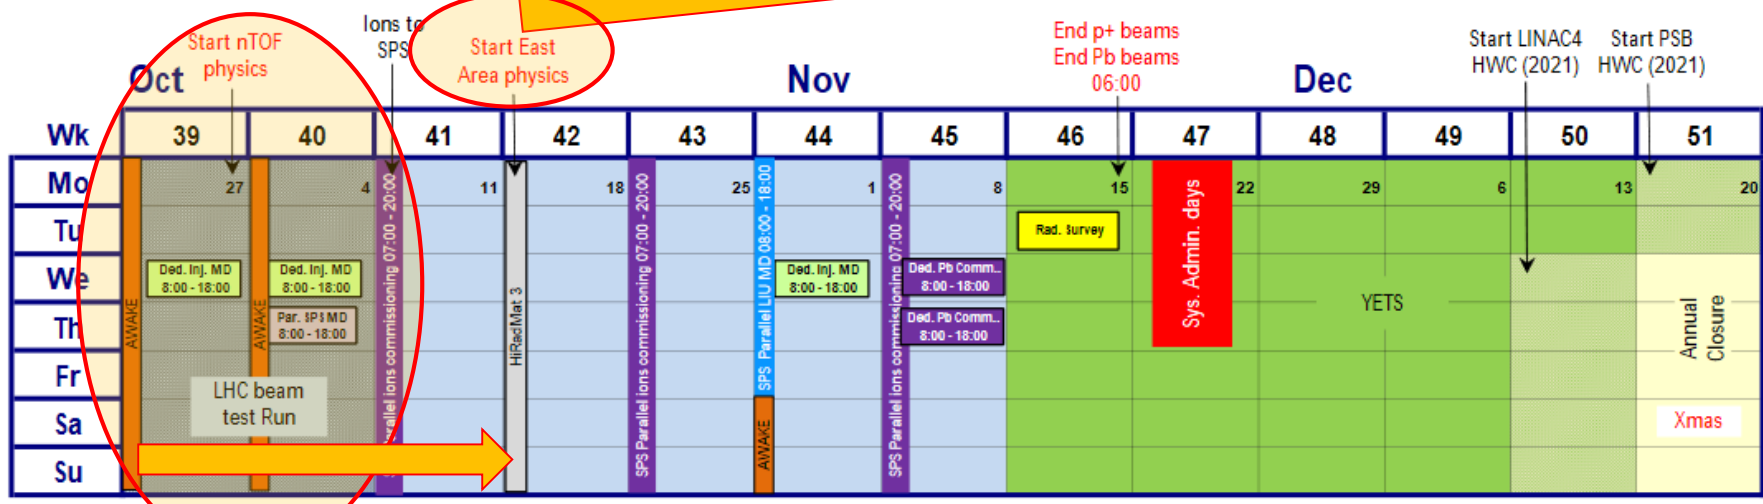 Start nTOF
physics
Ions to
SPS
Start East
Area physics
End p+ beams
End Pb beams
06:00
Start LINAC4
HWC (2021)
Start PSB
HWC (2021)
Oct
Nov
Dec
Wk 39 40 41 42 43 44 45 46 47 48 49 50 51
Mo 27 4 11 18 25 1 8 15 22 29 6 13 20
Tu
We
Th
Fr
Sa
Su
AWAKE
Ded. Inj. MD
8:00 - 18:00
AWAKE
Ded. Inj. MD
8:00 - 18:00
Par. SPS MD
8:00 - 18:00
LHC beam
test Run
Parallel ions commissioning 07:00 - 20:00
HiRadMat 3
SPS Parallel ions commissioning 07:00 - 20:00
SPS Parallel LIU MD 08:00 - 18:00
AWAKE
Ded. Inj. MD
8:00 - 18:00
SPS Parallel ions commissioning 07:00 - 20:00
Ded. Pb Comm...
8:00 - 18:00
Ded. Pb Comm...
8:00 - 18:00
Rad. Survey
Sys. Admin. days
YETS
Annual
Closure
Xmas